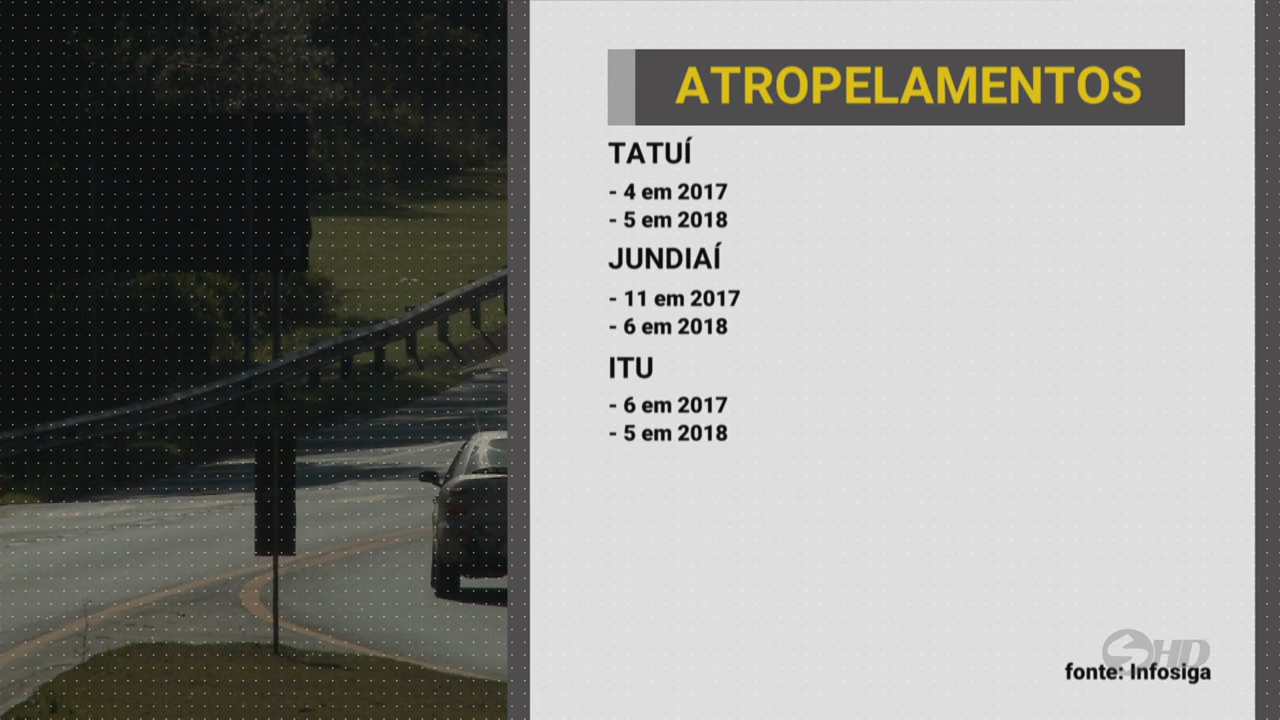 ATROPELAMENTOS
TATUÍ
- 4 em 2017
- 5 em 2018
JUNDIAÍ
- 11 em 2017
- 6 em 2018
ITU
- 6 em 2017
- 5 em 2018
HD
fonte: Infosiga